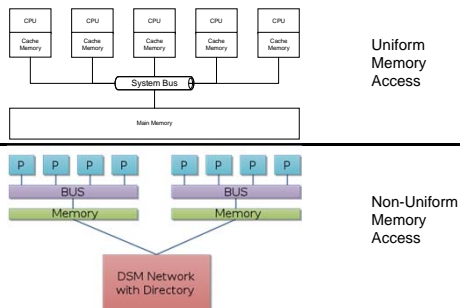 CPU CPU CPU CPU CPU
Cache Memory Cache Memory Cache Memory Cache Memory Cache Memory
System Bus
Main Memory
Uniform
Memory
Access
P P P P P P P P
BUS BUS
Memory Memory
DSM Network
with Directory
Non-Uniform
Memory
Access